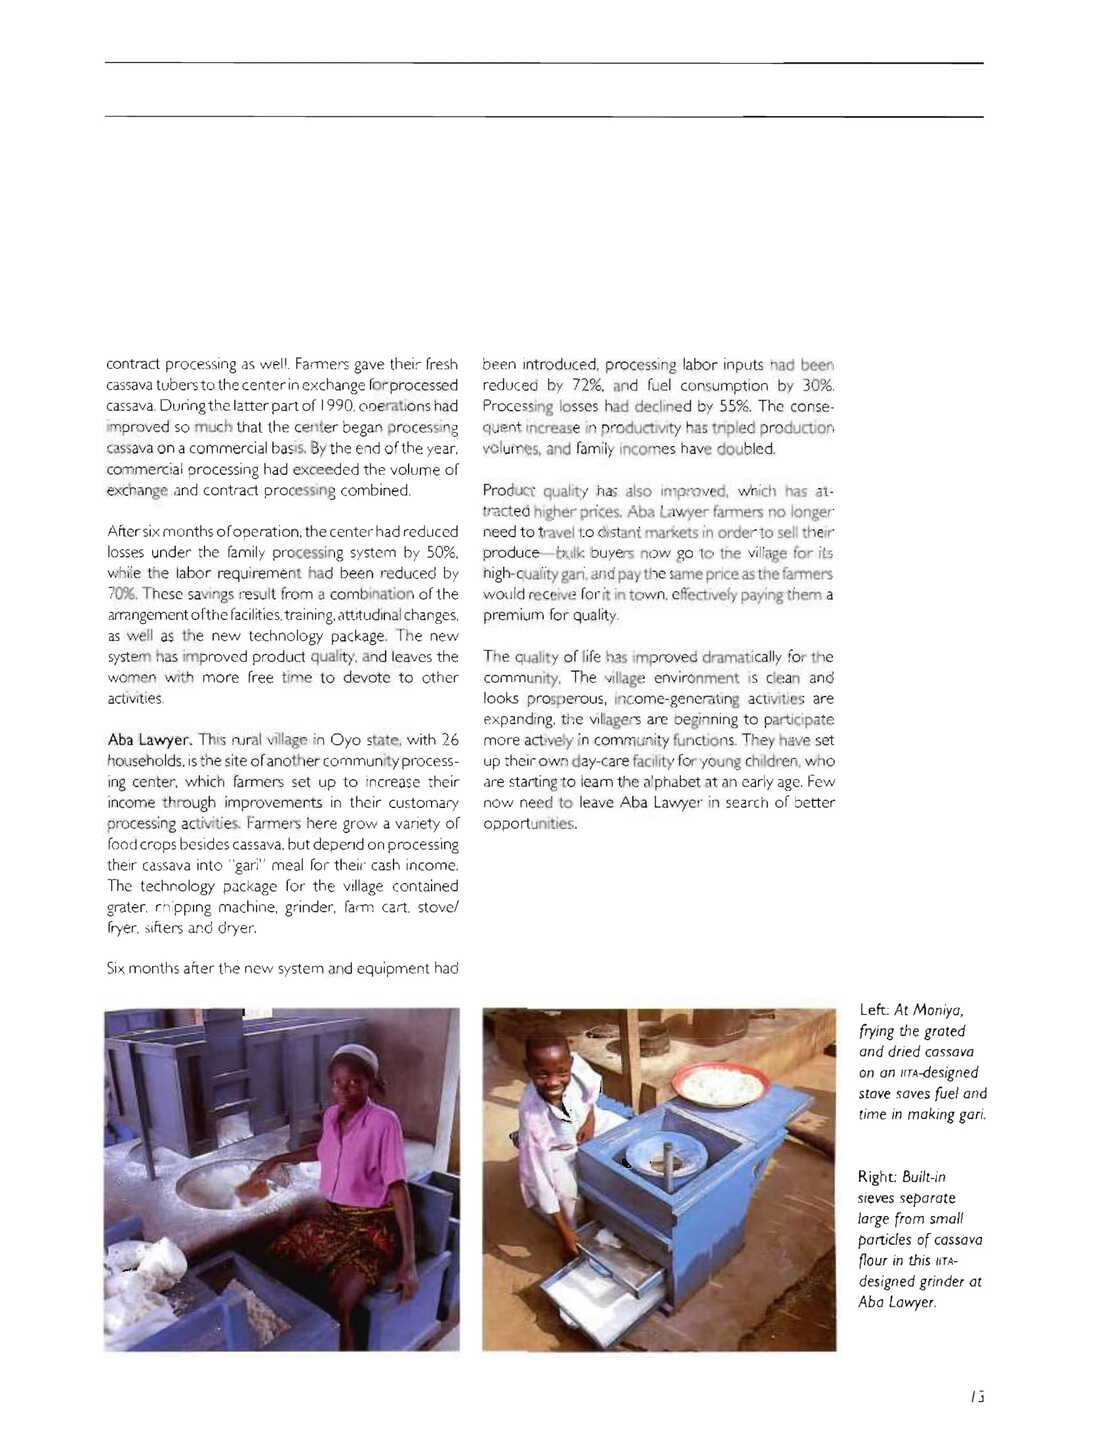 contract processing as well. Farmers gave their fresh
cassava tubers to the center in exchange for processed
cassava. During the latter part of 1990, operations had
improved so much that the center began processing
cassava on a commercial basis. By the end of the year,
commercial processing had exceeded the volume of
exchange and contract processing combined.
After six months of operation, the center had reduced
losses under the family processing system by 50%,
while the labor requirement had been reduced by
70%. These savings result from a combination of the
arrangement of the facilities, training, attitudinal changes,
as well as the new technology package. The new
system has improved product quality, and leaves the
women with more free time to devote to other
activities.
Aba Lawyer. This rural village in Oyo state, with 26
households, is the site of another community process-
ing center, which farmers set up to increase their
income through improvements in their customary
processing activities. Farmers here grow a variety of
food crops besides cassava, but depend on processing
their cassava into "gari" meal for their cash income.
The technology package for the village contained
grater, chipping machine, grinder, farm cart, stove/
fryer, sifters and dryer.
Six months after the new system and equipment had
been introduced, processing labor inputs had been
reduced by 72%, and fuel consumption by 30%.
Processing losses had declined by 55%. The conse-
quent increase in productivity has tripled production
volumes, and family incomes have doubled.
Product quality has also improved, which has at-
tracted higher prices. Aba Lawyer farmers no longer
need to travel to distant markets in order to sell their
produce—bulk buyers now go to the village for its
high-quality gari, and pay the same price as the farmers
would receive for it in town, effectively paying them a
premium for quality.
The quality of life has improved dramatically for the
community. The village environment is clean and
looks prosperous, income-generating activities are
expanding, the villagers are beginning to participate
more actively in community functions. They have set
up their own day-care facility for young children, who
are starting to learn the alphabet at an early age. Few
now need to leave Aba Lawyer in search of better
opportunities.
Left: At Moniya,
frying the grated
and dried cassava
on an IITA-designed
stove saves fuel and
time in making gari.
Right: Built-in
sieves separate
large from small
particles of cassava
flour in this IITA-
designed grinder at
Aba Lawyer.